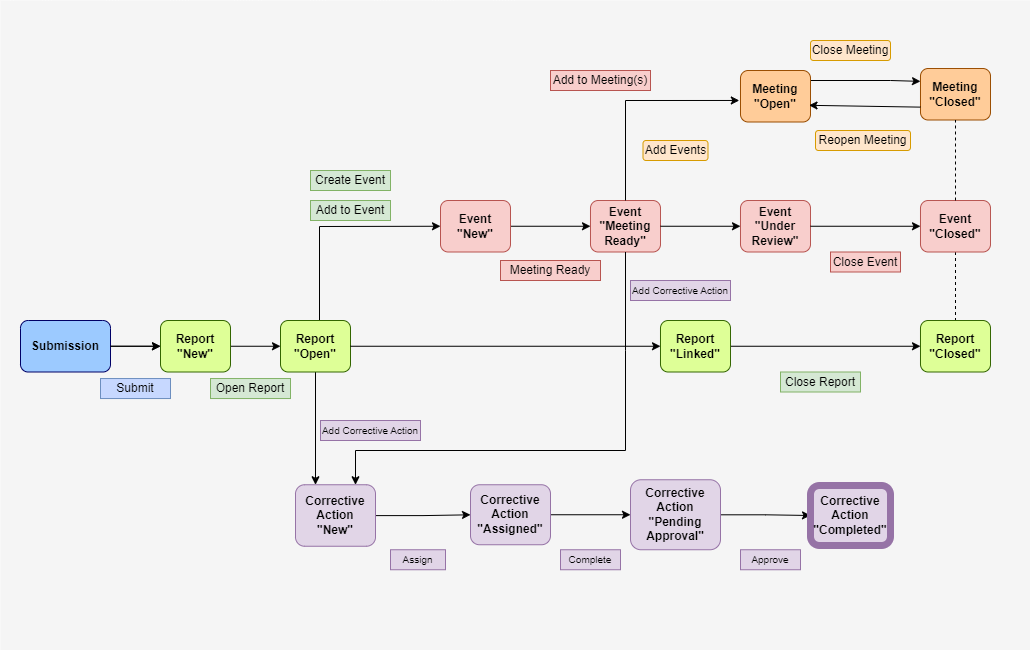 Close Meeting
Add to Meeting(s)
Meeting
"Open"
Meeting
"Closed"
Reopen Meeting
Add Events
Create Event
Add to Event
Event
"New"
Event
"Meeting
Ready"
Event
"Under
Review"
Event
"Closed"
Meeting Ready
Close Event
Add Corrective Action
Submission
Report
"New"
Report
"Open"
Report
"Linked"
Report
"Closed"
Submit
Open Report
Close Report
Add Corrective Action
Corrective
Action
"New"
Corrective
Action
"Assigned"
Corrective
Action
"Pending
Approval"
Corrective
Action
"Completed"
Assign
Complete
Approve